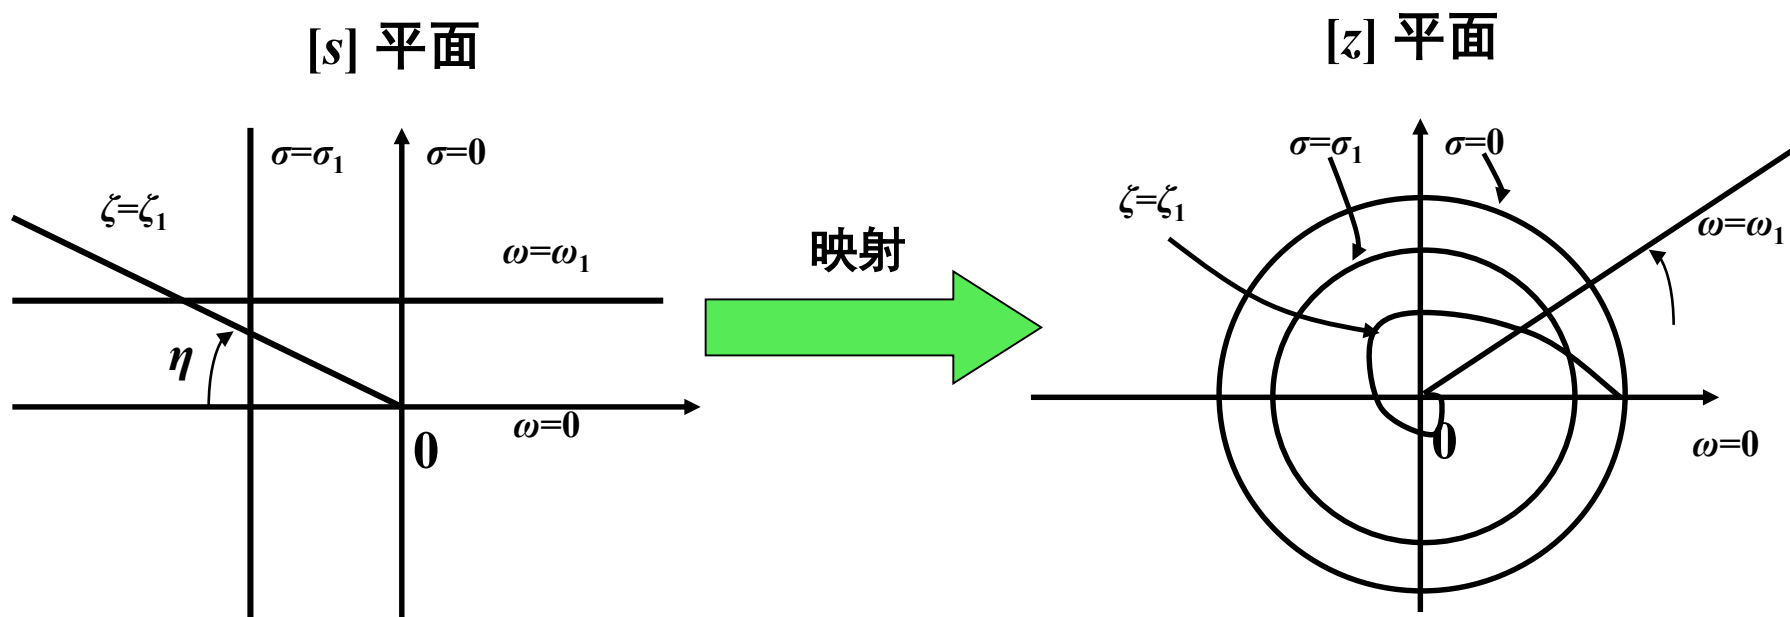 [s] 平面
σ=σ1
σ=0
ζ=ζ1
ω=ω1
η
ω=0
0
映射
[z] 平面
σ=σ1
σ=0
ζ=ζ1
ω=ω1
0
ω=0